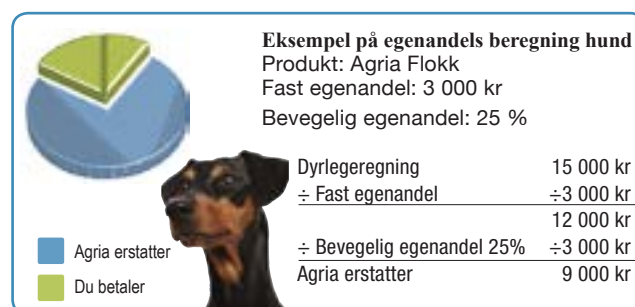 Eksempel på egenandels beregning hund
Produkt: Agria Flokk
Fast egenandel: 3 000 kr
Bevegelig egenandel: 25 %
Dyrlegeregning 15 000 kr
÷ Fast egenandel ÷3 000 kr
12 000 kr
÷ Bevegelig egenandel 25% ÷3 000 kr
Agria erstatter 9 000 kr
Agria erstatter
Du betaler